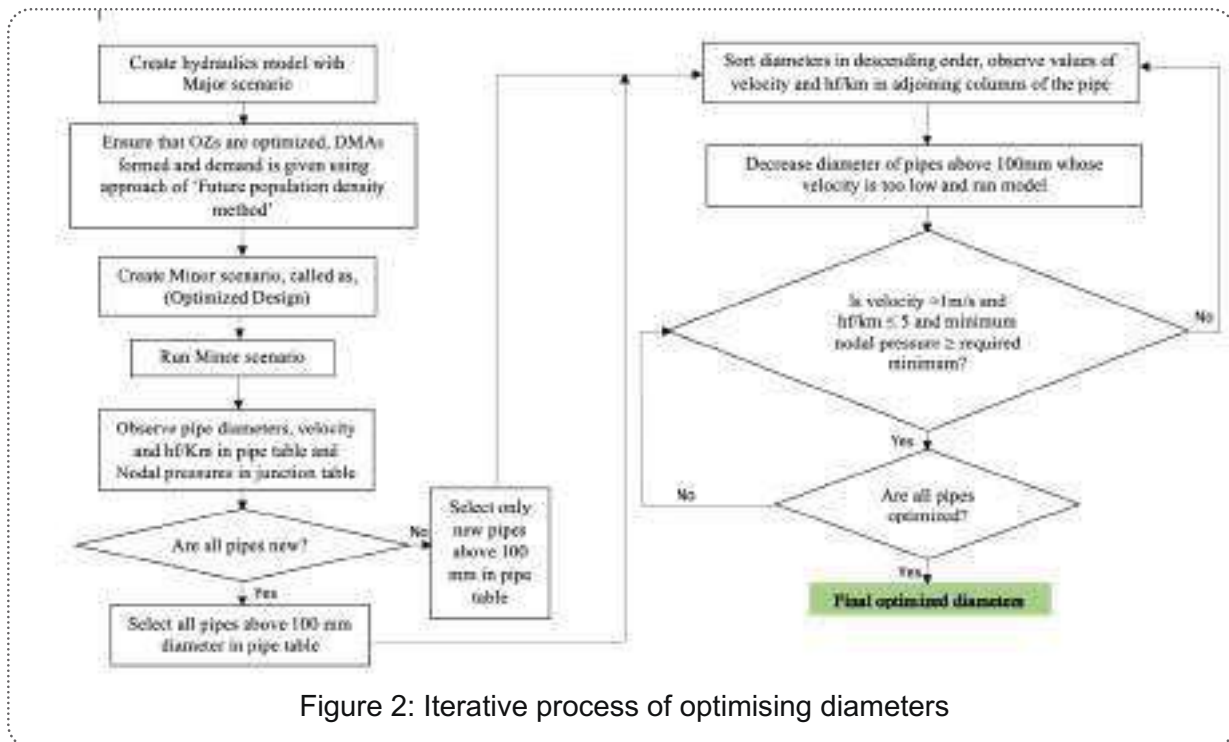 Create hydraulics model with
Major scenario
Ensure that OZs are optimized, DMAs
formed and demand is given using
approach of 'Future population density
method'
Create Minor scenario, called as,
(Optimized Design)
Run Minor scenario
Observe pipe diameters, velocity
and hf/Km in pipe table and
Nodal pressures in junction table
Are all pipes new?
No
Yes
Select only
new pipes
above 100
mm in pipe
table
Select all pipes above 100 mm
diameter in pipe table
Sort diameters in descending order, observe values of
velocity and hf/km in adjoining columns of the pipe
Decrease diameter of pipes above 100mm whose
velocity is too low and run model
Is velocity ≈1m/s and
hf/km ≤ 5 and minimum
nodal pressure ≥ required
minimum?
No
Yes
No
Are all pipes
optimized?
Yes
Final optimized diameters
Figure 2: Iterative process of optimising diameters